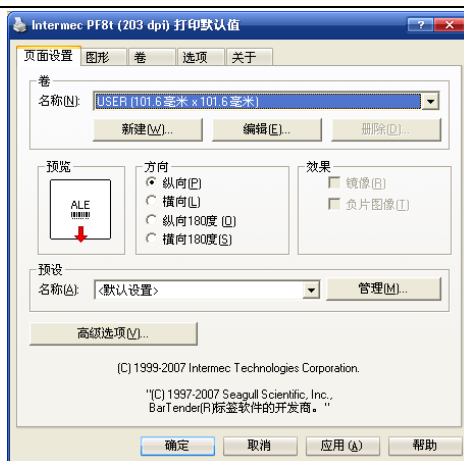 Intermec PF8t (203 dpi) 打印默认值
页面设置 图形 卷 选项 关于
卷
名称(N): USER (101.6毫米 x 101.6毫米)
新建(W)... 编辑(E)... 删除(D)...
预览 方向 效果
纵向(P) 镜像(R)
ALE 横向(L) 负片图像(T)
纵向180度 (O)
横向180度(S)
预设
名称(A): <默认设置> 管理(M)...
高级选项(V)...
(C) 1999-2007 Intermec Technologies Corporation.
"(C) 1997-2007 Seagull Scientific, Inc.,
BarTender(R)标签软件的开发商。"
确定 取消 应用(A) 帮助